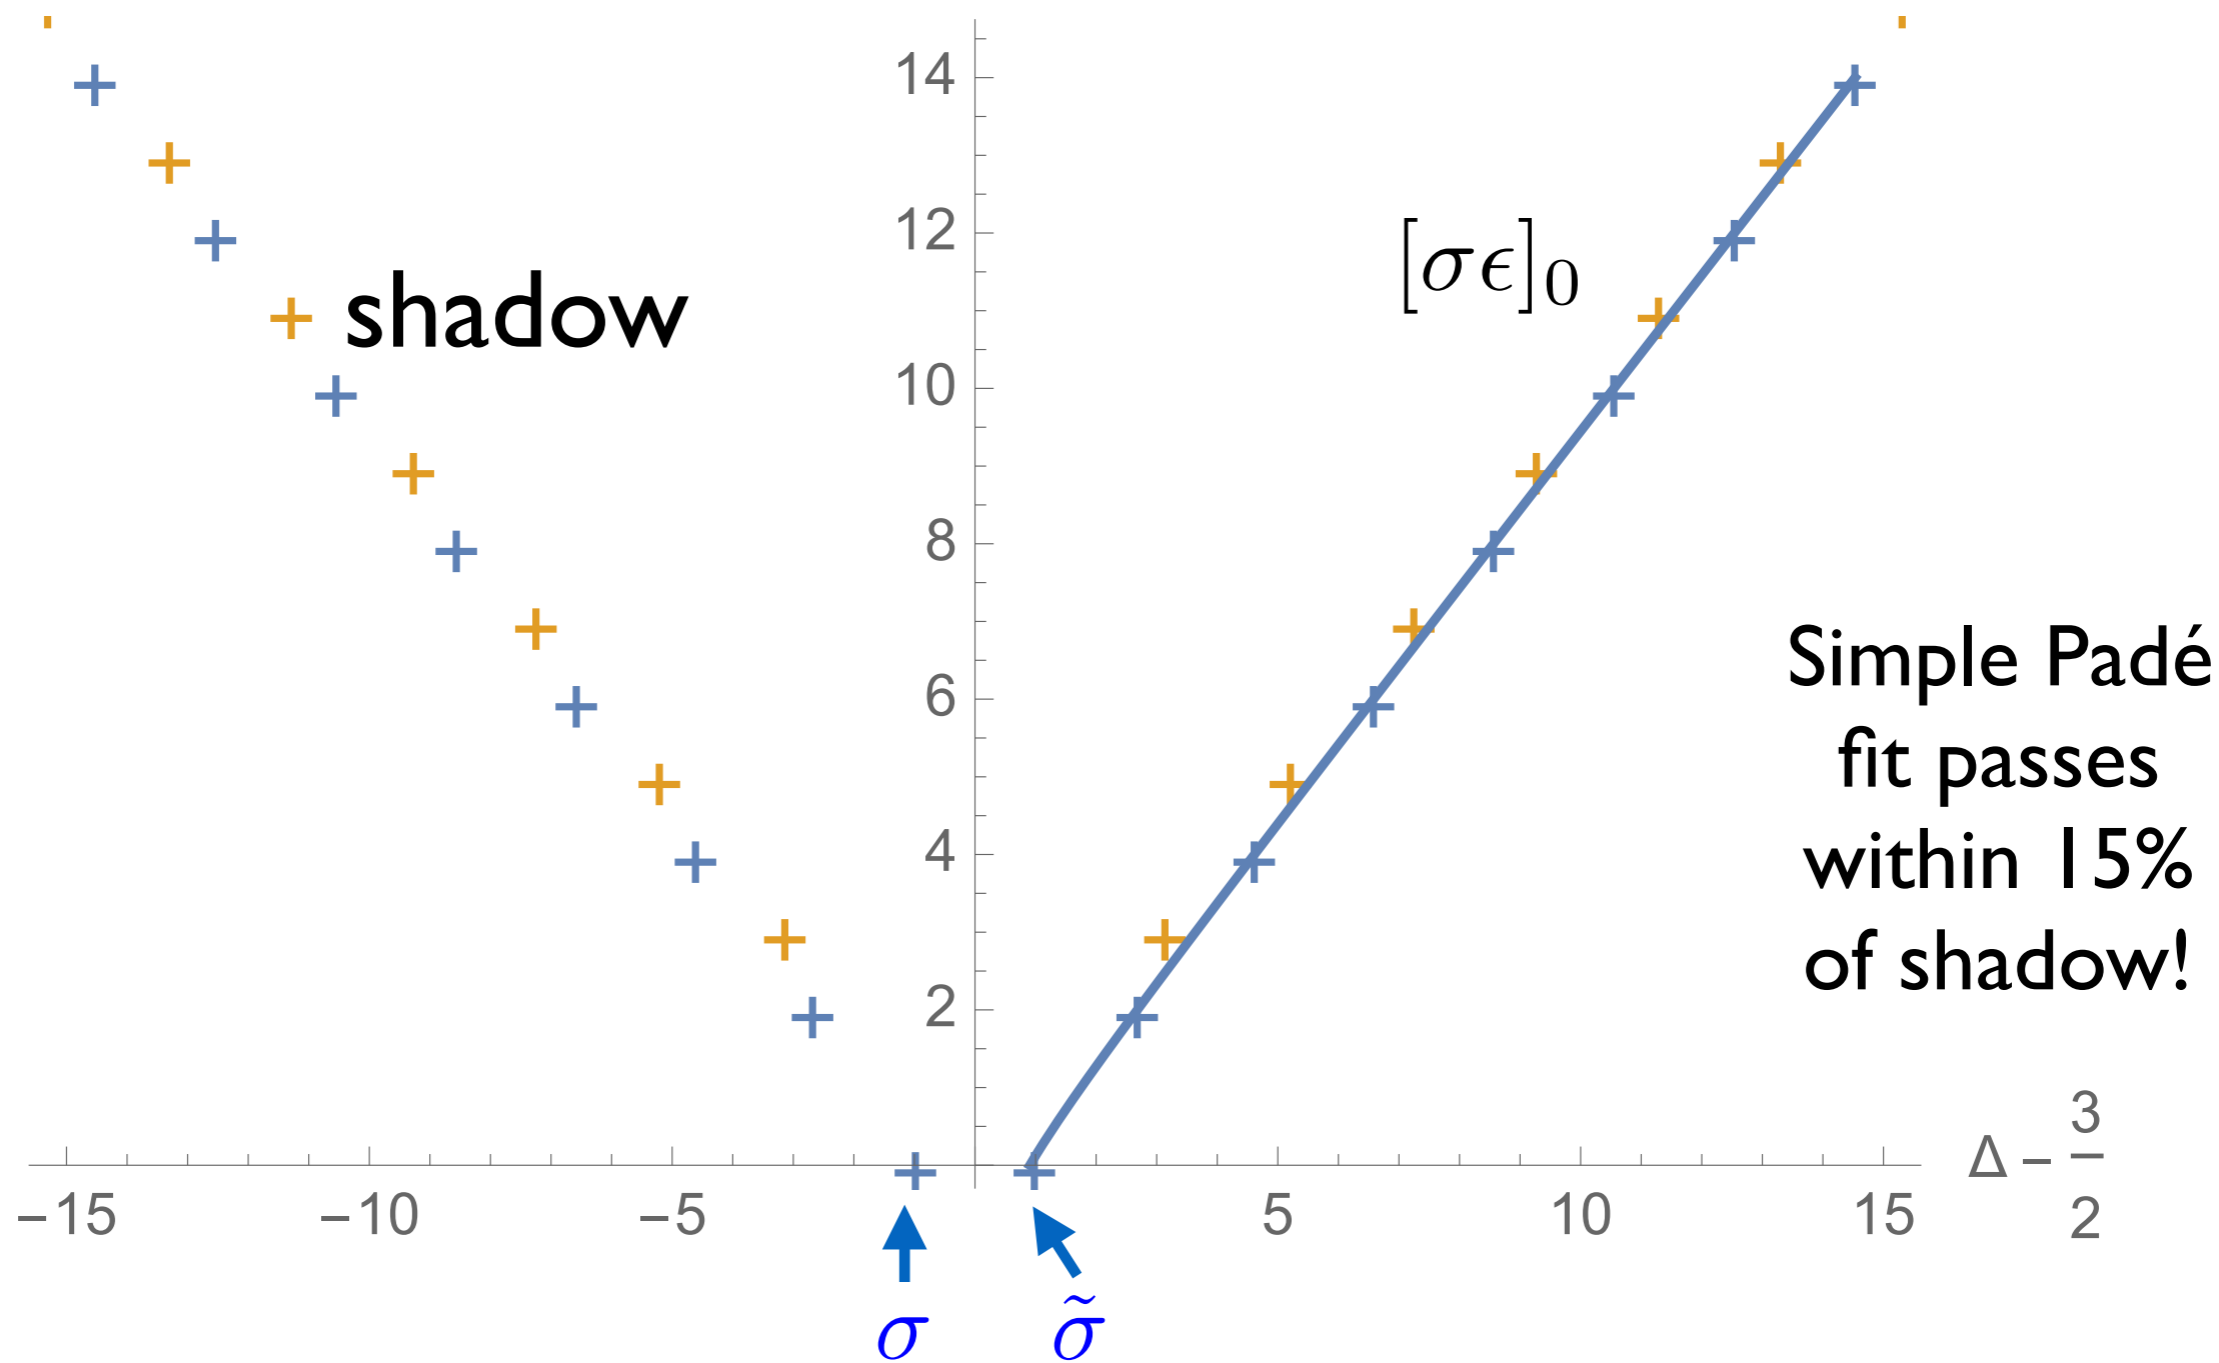 14
12
[σϵ]₀
shadow
10
8
Simple Padé
6
fit passes
within 15%
4
of shadow!
2
Δ − 3/2
−15 −10 −5 5 10 15
σ σ̃